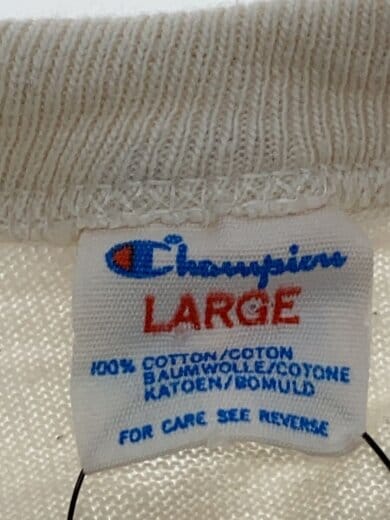 Champion
LARGE
100% COTTON/COTON
BAUMWOLLE/COTONE
KATOEN/BOMULD
FOR CARE SEE REVERSE